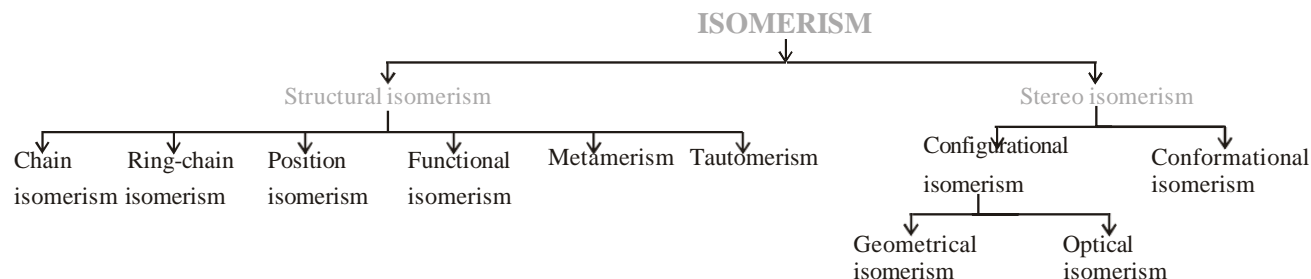 ISOMERISM
Structural isomerism
Stereo isomerism
Chain
isomerism
Ring-chain
isomerism
Position
isomerism
Functional
isomerism
Metamerism
Tautomerism
Configurational
isomerism
Conformational
isomerism
Geometrical
isomerism
Optical
isomerism